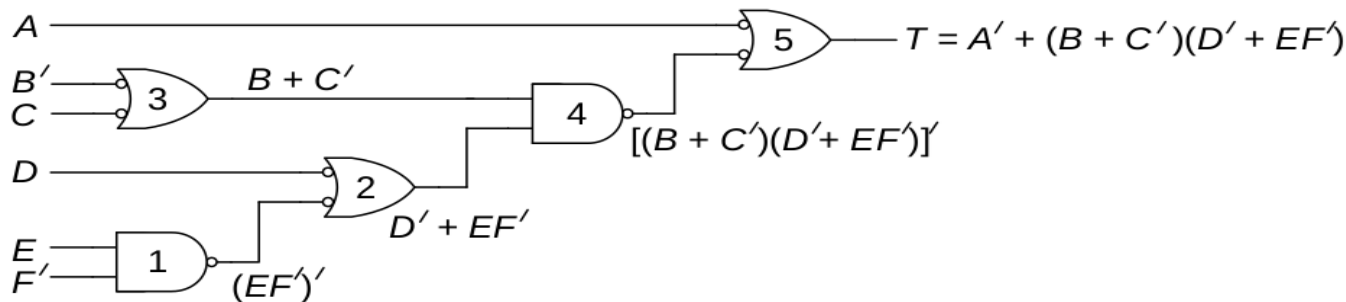 A
5
T = A′ + (B + C′)(D′ + EF′)
B′
3
B + C′
C
4
[(B + C′)(D′+ EF′)]′
D
2
D′ + EF′
E
1
F′
(EF′)′